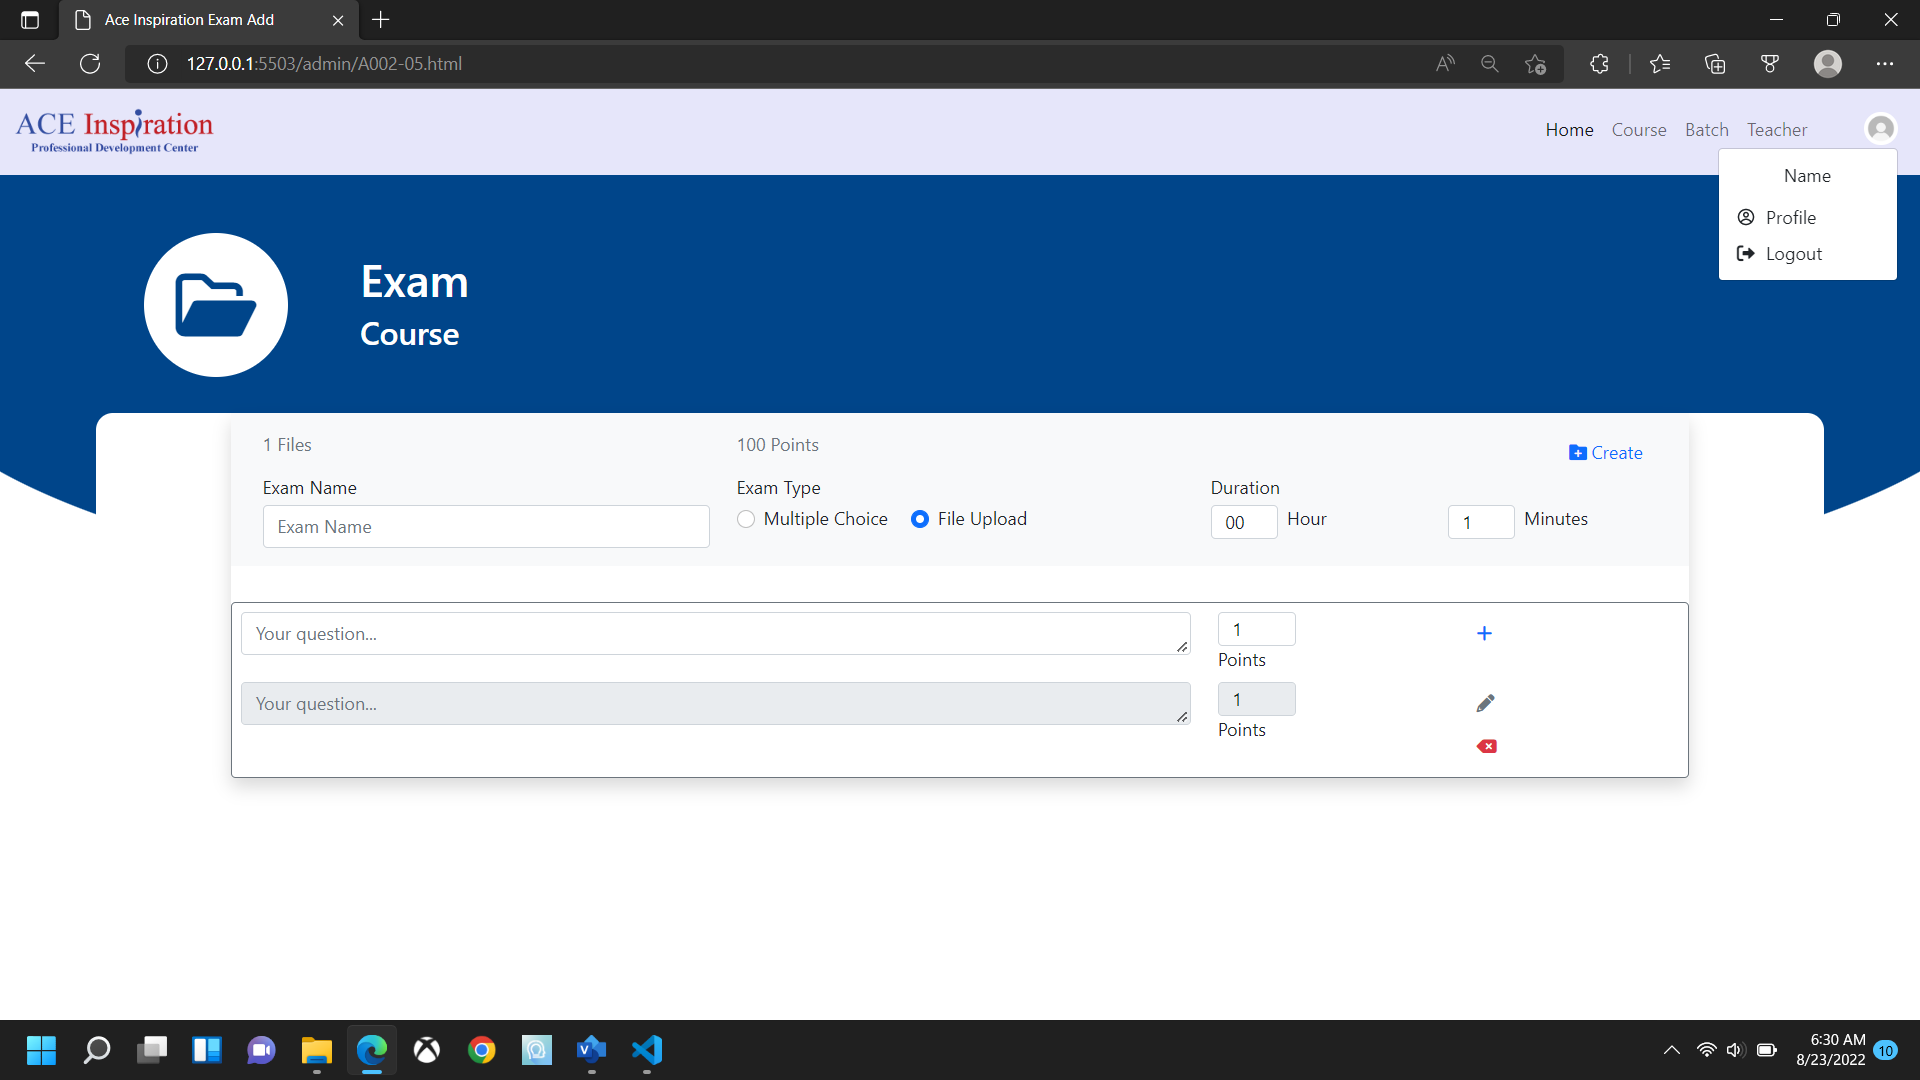 Ace Inspiration Exam Add
127.0.0.1:5503/admin/A002-05.html
ACE Inspiration
Professional Development Center
Home Course Batch Teacher
Name
Profile
Logout
Exam
Course
1 Files
100 Points
Create
Exam Name
Exam Type
Duration
Exam Name
Multiple Choice
File Upload
00 Hour
1 Minutes
Your question...
1
Points
Your question...
1
Points
6:30 AM
8/23/2022
10